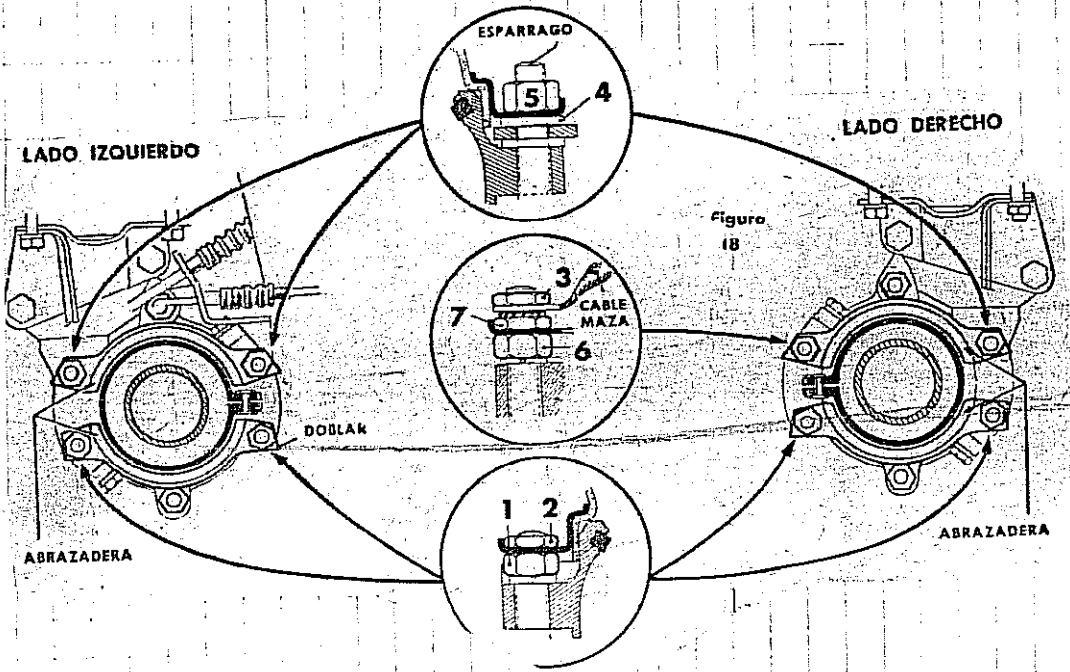 ESPARRAGO
5
4
LADO IZQUIERDO
LADO DERECHO
Figura
18
3
CABLE
MAZA
7
6
DOBLAR
1 2
ABRAZADERA
ABRAZADERA